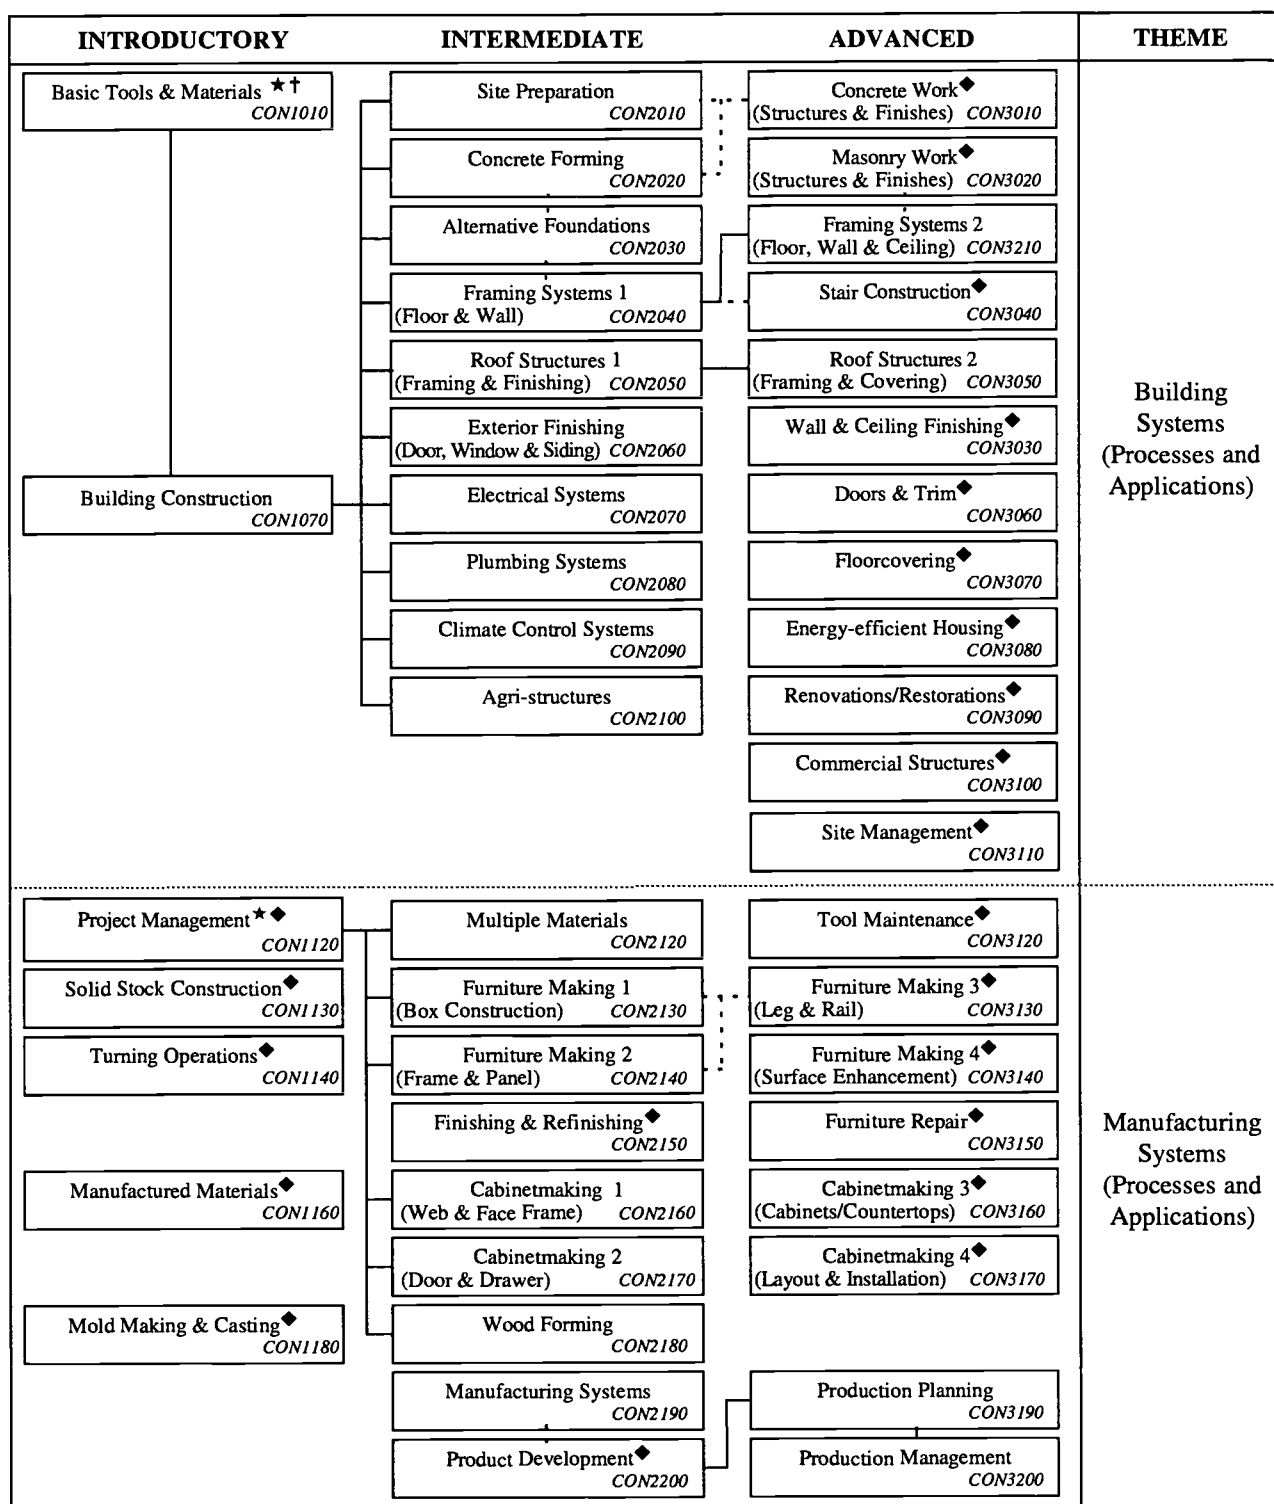 INTRODUCTORY INTERMEDIATE ADVANCED THEME
Basic Tools & Materials ★†
CON1010
Building Construction
CON1070
Site Preparation
CON2010
Concrete Forming
CON2020
Alternative Foundations
CON2030
Framing Systems 1
(Floor & Wall) CON2040
Roof Structures 1
(Framing & Finishing) CON2050
Exterior Finishing
(Door, Window & Siding) CON2060
Electrical Systems
CON2070
Plumbing Systems
CON2080
Climate Control Systems
CON2090
Agri-structures
CON2100
Concrete Work◆
(Structures & Finishes) CON3010
Masonry Work◆
(Structures & Finishes) CON3020
Framing Systems 2
(Floor, Wall & Ceiling) CON3210
Stair Construction◆
CON3040
Roof Structures 2
(Framing & Covering) CON3050
Wall & Ceiling Finishing◆
CON3030
Doors & Trim◆
CON3060
Floorcovering◆
CON3070
Energy-efficient Housing◆
CON3080
Renovations/Restorations◆
CON3090
Commercial Structures◆
CON3100
Site Management◆
CON3110
Building
Systems
(Processes and
Applications)
Project Management★◆
CON1120
Solid Stock Construction◆
CON1130
Turning Operations◆
CON1140
Manufactured Materials◆
CON1160
Mold Making & Casting◆
CON1180
Multiple Materials
CON2120
Furniture Making 1
(Box Construction) CON2130
Furniture Making 2
(Frame & Panel) CON2140
Finishing & Refinishing◆
CON2150
Cabinetmaking 1
(Web & Face Frame) CON2160
Cabinetmaking 2
(Door & Drawer) CON2170
Wood Forming
CON2180
Manufacturing Systems
CON2190
Product Development◆
CON2200
Tool Maintenance◆
CON3120
Furniture Making 3◆
(Leg & Rail) CON3130
Furniture Making 4◆
(Surface Enhancement) CON3140
Furniture Repair◆
CON3150
Cabinetmaking 3◆
(Cabinets/Countertops) CON3160
Cabinetmaking 4◆
(Layout & Installation) CON3170
Production Planning
CON3190
Production Management
CON3200
Manufacturing
Systems
(Processes and
Applications)